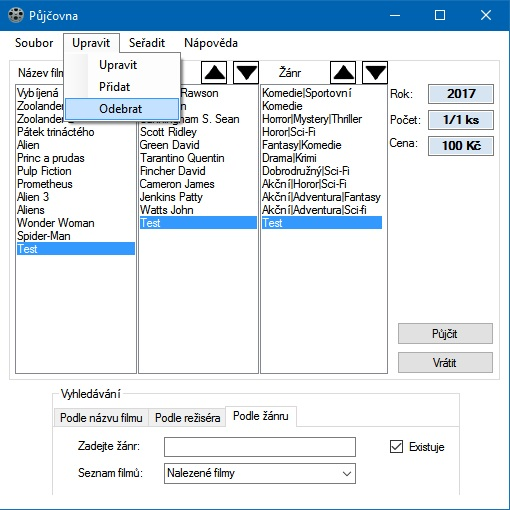 Půjčovna
Soubor Upravit Seřadit Nápověda
Upravit
Přidat
Odebrat
Název film
Vybíjená
Zoolander
Zoolander
Pátek trináctého
Alien
Princ a prudas
Pulp Fiction
Prometheus
Alien 3
Aliens
Wonder Woman
Spider-Man
Test
Rawson
Sean S.
Scott Ridley
Green David
Tarantino Quentin
Fincher David
Cameron James
Jenkins Patty
Watts John
Test
Žánr
Komedie|Sportovní
Komedie
Horror|Mystery|Thriller
Horor|Sci-Fi
Fantasy|Komedie
Drama|Krimi
Dobrodružný|Sci-Fi
Akční|Horor|Sci-Fi
Akční|Adventura|Fantasy
Akční|Adventura|Sci-fi
Test
Rok: 2017
Počet: 1/1 ks
Cena: 100 Kč
Půjčit
Vrátit
Vyhledávání
Podle názvu filmu Podle režiséra Podle žánru
Zadejte žánr: Existuje
Seznam filmů: Nalezené filmy